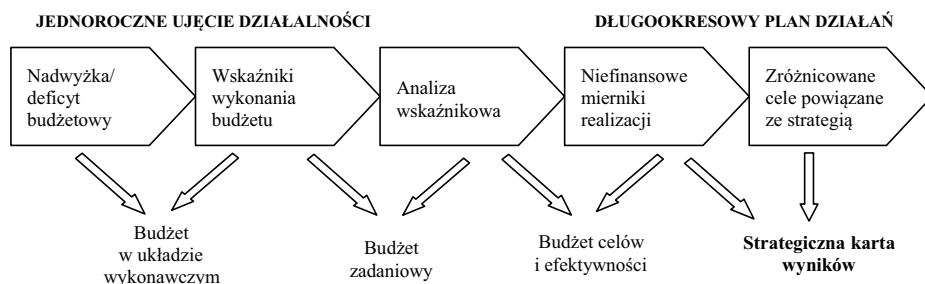 JEDNOROCZNE UJĘCIE DZIAŁALNOŚCI
DŁUGOOKRESOWY PLAN DZIAŁAŃ
Nadwyżka/
deficyt
budżetowy
Wskaźniki
wykonania
budżetu
Analiza
wskaźnikowa
Niefinansowe
mierniki
realizacji
Zróżnicowane
cele powiązane
ze strategią
Budżet
w układzie
wykonawczym
Budżet
zadaniowy
Budżet celów
i efektywności
Strategiczna karta
wyników